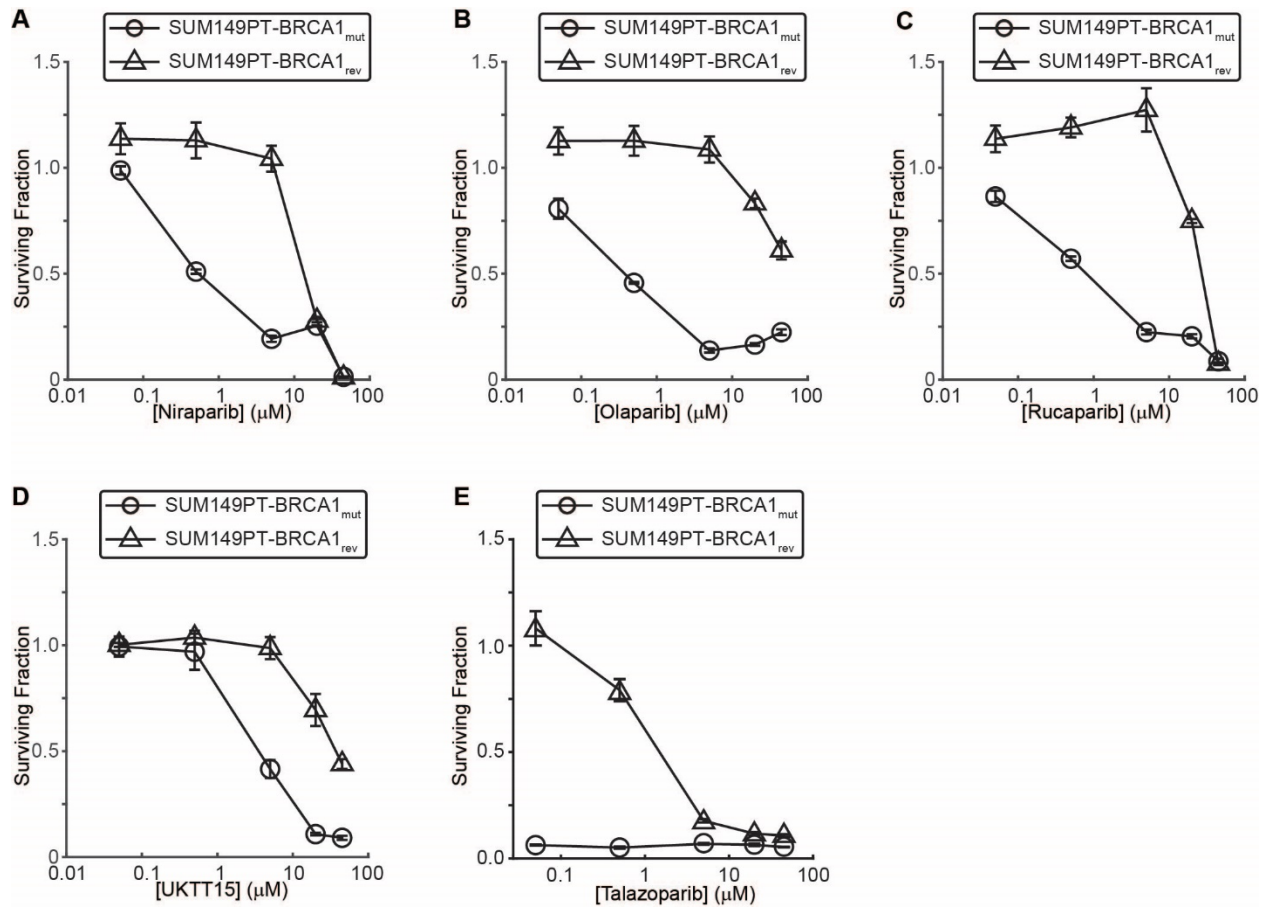 A
SUM149PT-BRCA1mut
SUM149PT-BRCA1rev
1.5
1.0
0.5
0
Surviving Fraction
0.01
0.1
1
10
100
[Niraparib] (μM)
B
SUM149PT-BRCA1mut
SUM149PT-BRCA1rev
1.5
1.0
0.5
0
Surviving Fraction
0.01
0.1
1
10
100
[Olaparib] (μM)
C
SUM149PT-BRCA1mut
SUM149PT-BRCA1rev
1.5
1.0
0.5
0
Surviving Fraction
0.01
0.1
1
10
100
[Rucaparib] (μM)
D
SUM149PT-BRCA1mut
SUM149PT-BRCA1rev
1.5
1.0
0.5
0
Surviving Fraction
0.01
0.1
1
10
100
[UKTT15] (μM)
E
SUM149PT-BRCA1mut
SUM149PT-BRCA1rev
1.5
1.0
0.5
0.0
Surviving Fraction
0.1
1
10
100
[Talazoparib] (μM)